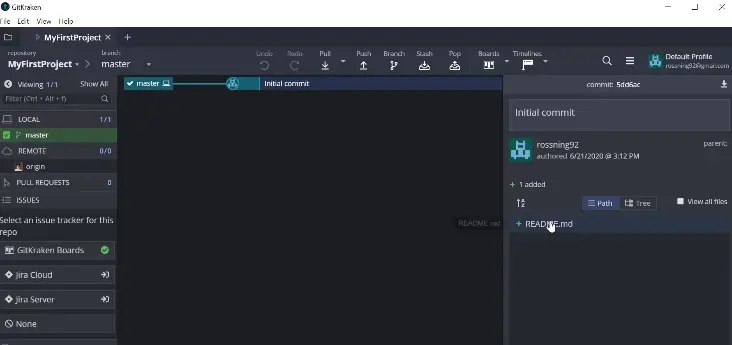 GitKraken
File Edit View Help
MyFirstProject
repository branch
MyFirstProject master
Undo Redo Pull Push Branch Stash Pop Boards Timelines
Default Profile
rossning92@gmail.com
Viewing 1/1 Show All
Filter (Ctrl + Alt + f)
LOCAL 1/1
master
REMOTE 0/0
origin
PULL REQUESTS 0
ISSUES
Select an issue tracker for this
repo
GitKraken Boards
Jira Cloud
Jira Server
None
master Initial commit
README.md
commit: 5dd6ac
Initial commit
rossning92
authored 6/21/2020 @ 3:12 PM
parent:
+ 1 added
Path Tree View all files
+ README.md